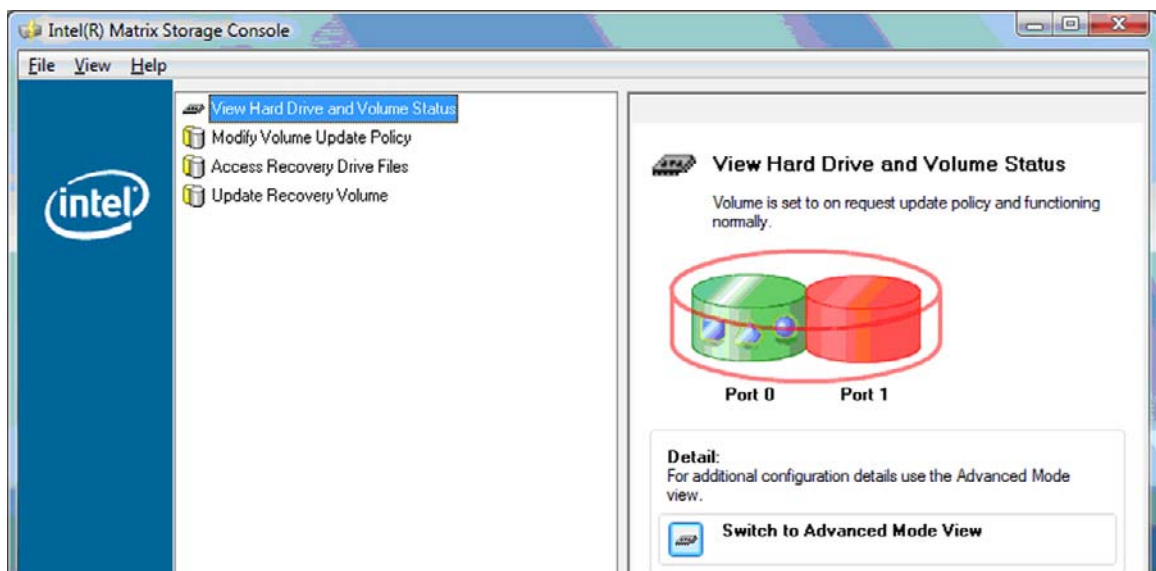 Intel(R) Matrix Storage Console
File View Help
intel
View Hard Drive and Volume Status
Modify Volume Update Policy
Access Recovery Drive Files
Update Recovery Volume
View Hard Drive and Volume Status
Volume is set to on request update policy and functioning
normally.
Port 0 Port 1
Detail:
For additional configuration details use the Advanced Mode
view.
Switch to Advanced Mode View